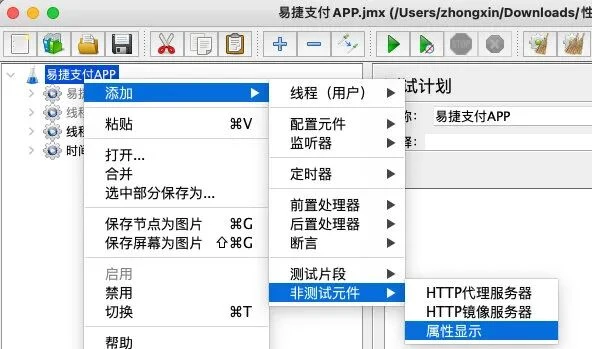 易捷支付APP.jmx (/Users/zhongxin/Downloads/性
易捷支付APP
易捷
线程
线程
时间
添加
粘贴 ⌘V
打开...
合并
选中部分保存为...
保存节点为图片 ⌘G
保存屏幕为图片 ⇧⌘G
启用
禁用
切换 ⌘T
帮助
线程（用户）
配置元件
监听器
定时器
前置处理器
后置处理器
断言
测试片段
非测试元件
HTTP代理服务器
HTTP镜像服务器
属性显示
试计划
称: 易捷支付APP
释: